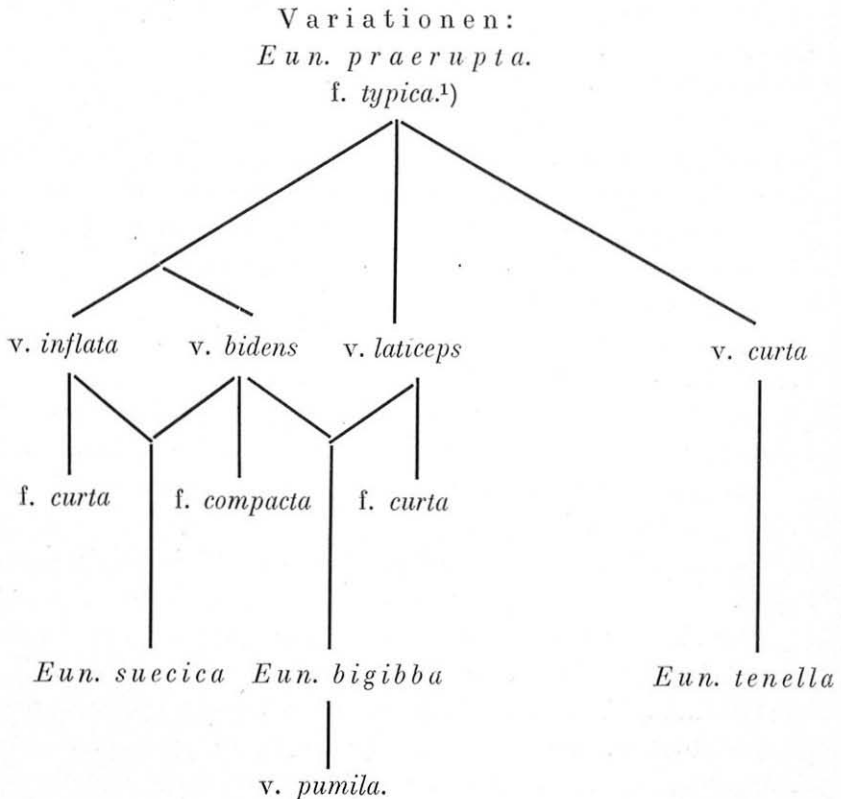 Variationen:
Eun. praerupta.
f. typica.¹)
v. inflata v. bidens v. laticeps v. curta
f. curta f. compacta f. curta
Eun. suecica Eun. bigibba Eun. tenella
v. pumila.